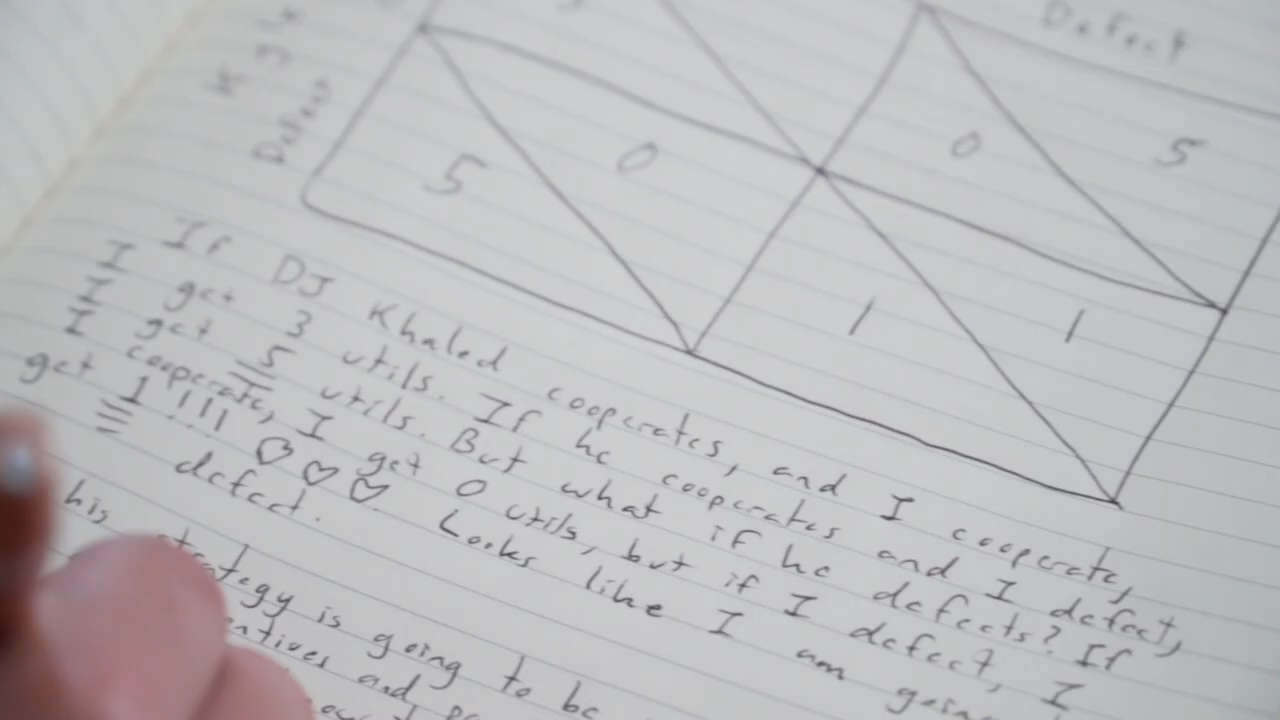 Defect
0 5
Defect
5 0
1 1
If DJ Khaled cooperates, and I cooperate,
I get 3 utils. If he cooperates and I defect,
I get 5 utils. But what if he defects? If
I cooperate, I get 0 utils, but if I defect, I
get 1!!! ♡♡♡ Looks like I am
defect.
his strategy is going to be
and